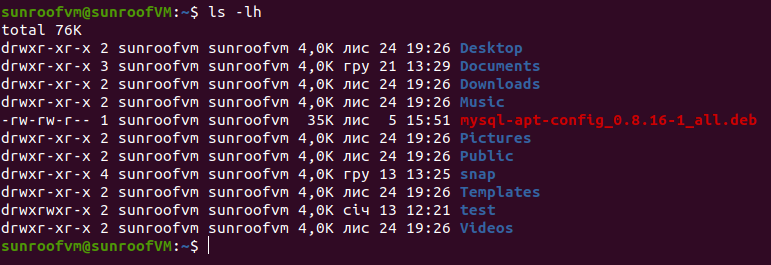 sunroofvm@sunroofVM:~$ ls -lh
total 76K
drwxr-xr-x 2 sunroofvm sunroofvm 4,0K лис 24 19:26 Desktop
drwxr-xr-x 3 sunroofvm sunroofvm 4,0K гру 21 13:29 Documents
drwxr-xr-x 2 sunroofvm sunroofvm 4,0K лис 24 19:26 Downloads
drwxr-xr-x 2 sunroofvm sunroofvm 4,0K лис 24 19:26 Music
-rw-rw-r-- 1 sunroofvm sunroofvm  35K лис  5 15:51 mysql-apt-config_0.8.16-1_all.deb
drwxr-xr-x 2 sunroofvm sunroofvm 4,0K лис 24 19:26 Pictures
drwxr-xr-x 2 sunroofvm sunroofvm 4,0K лис 24 19:26 Public
drwxr-xr-x 4 sunroofvm sunroofvm 4,0K гру 13 13:25 snap
drwxr-xr-x 2 sunroofvm sunroofvm 4,0K лис 24 19:26 Templates
drwxrwxr-x 2 sunroofvm sunroofvm 4,0K січ 13 12:21 test
drwxr-xr-x 2 sunroofvm sunroofvm 4,0K лис 24 19:26 Videos
sunroofvm@sunroofVM:~$